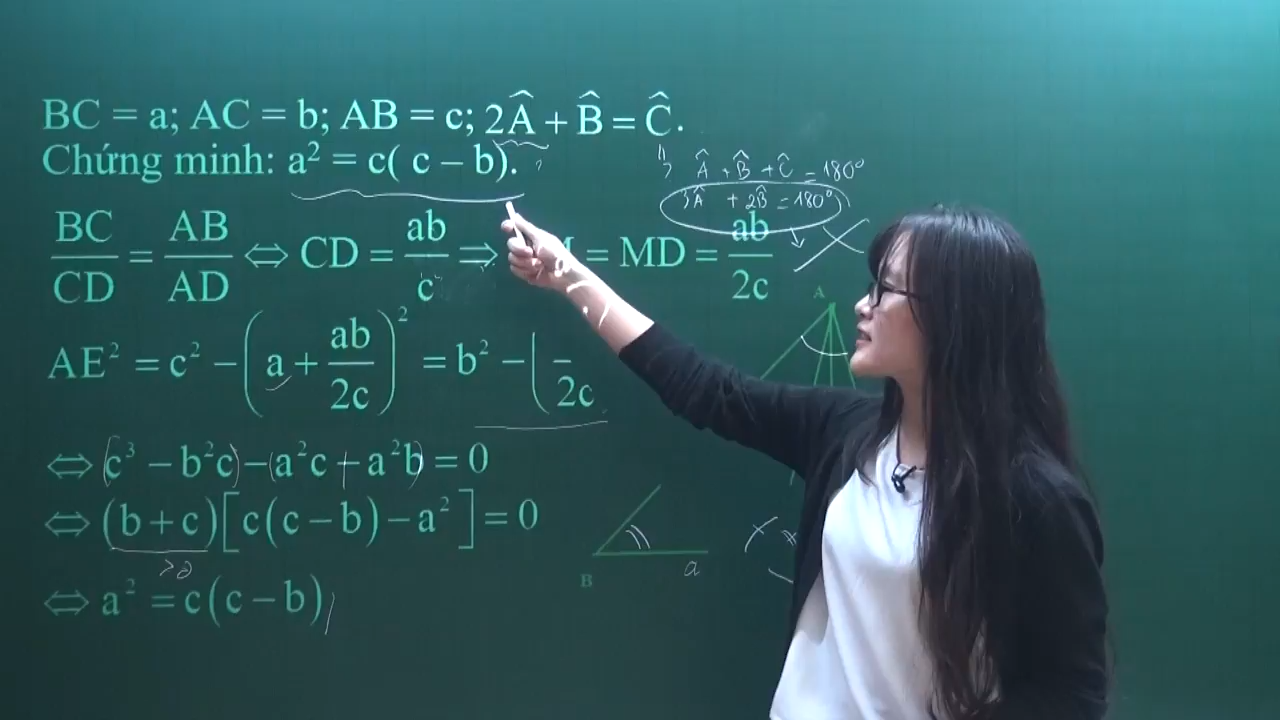 BC = a; AC = b; AB = c; 2Â + B̂ = Ĉ.
Chứng minh: a² = c( c – b).
Â + B̂ + Ĉ = 180°
3Â + 2B̂ = 180°
BC/CD = AB/AD ⇔ CD = ab/c ⇒ = MD = ab/2c
AE² = c² – (a + ab/2c)² = b² – ( 2c
⇔ (c³ – b²c) – (a²c + a²b) = 0
⇔ (b + c)[c(c – b) – a²] = 0
>0
⇔ a² = c(c – b)
A
B
a